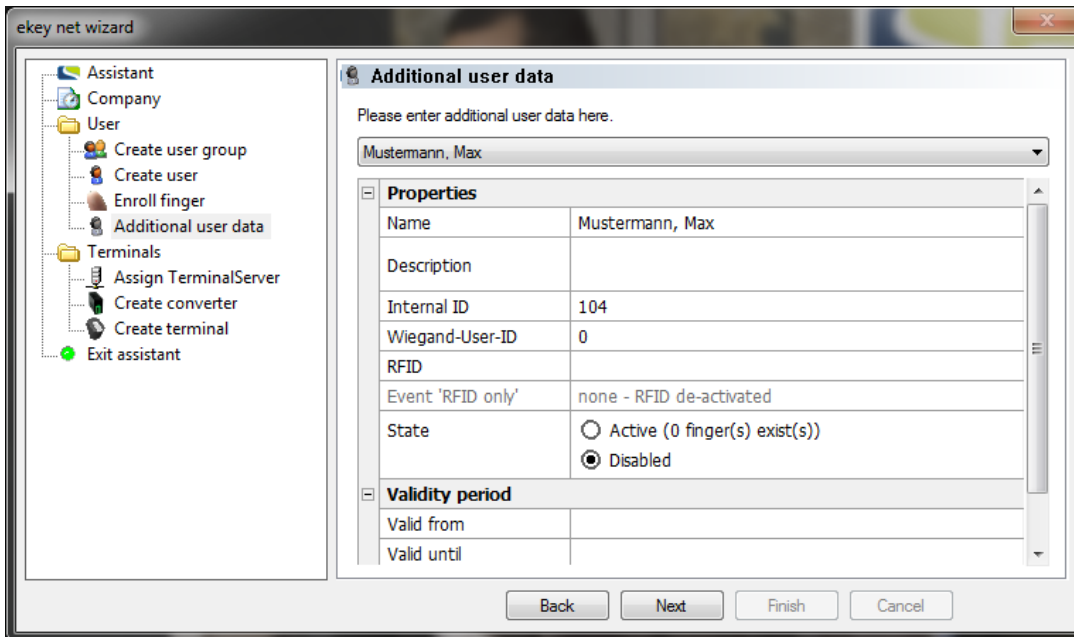 ekey net wizard
Assistant
Company
User
Create user group
Create user
Enroll finger
Additional user data
Terminals
Assign TerminalServer
Create converter
Create terminal
Exit assistant
Additional user data
Please enter additional user data here.
Mustermann, Max
Properties
Name Mustermann, Max
Description
Internal ID 104
Wiegand-User-ID 0
RFID
Event 'RFID only' none - RFID de-activated
State Active (0 finger(s) exist(s))
Disabled
Validity period
Valid from
Valid until
Back Next Finish Cancel